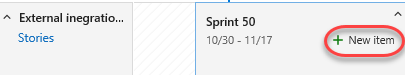 External inegratio...
Stories
Sprint 50
10/30 - 11/17
+ New item